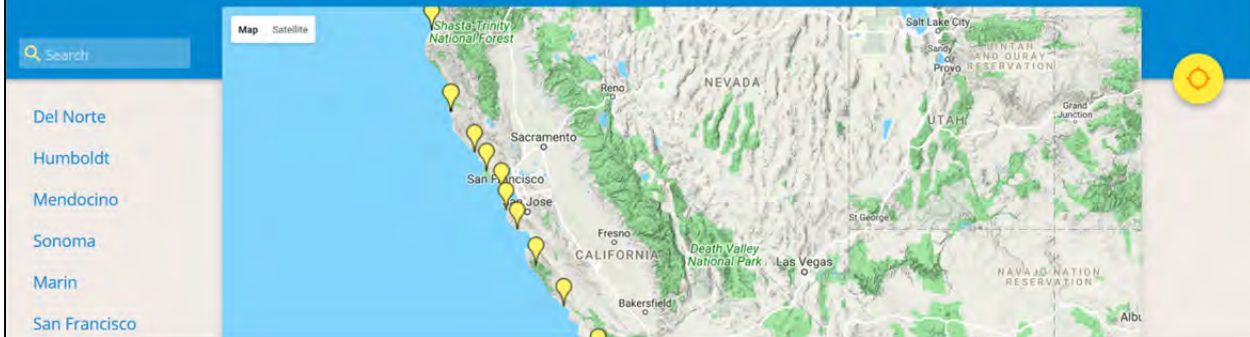 Search
Del Norte
Humboldt
Mendocino
Sonoma
Marin
San Francisco
Map Satellite
Shasta-Trinity
National Forest
Reno
NEVADA
Salt Lake City
Sandy
Provo
UINTAH
AND OURAY
RESERVATION
Grand
Junction
UTAH
Sacramento
San Francisco
San Jose
St George
Fresno
CALIFORNIA
Death Valley
National Park
Las Vegas
NAVAJO NATION
RESERVATION
Bakersfield
Albu